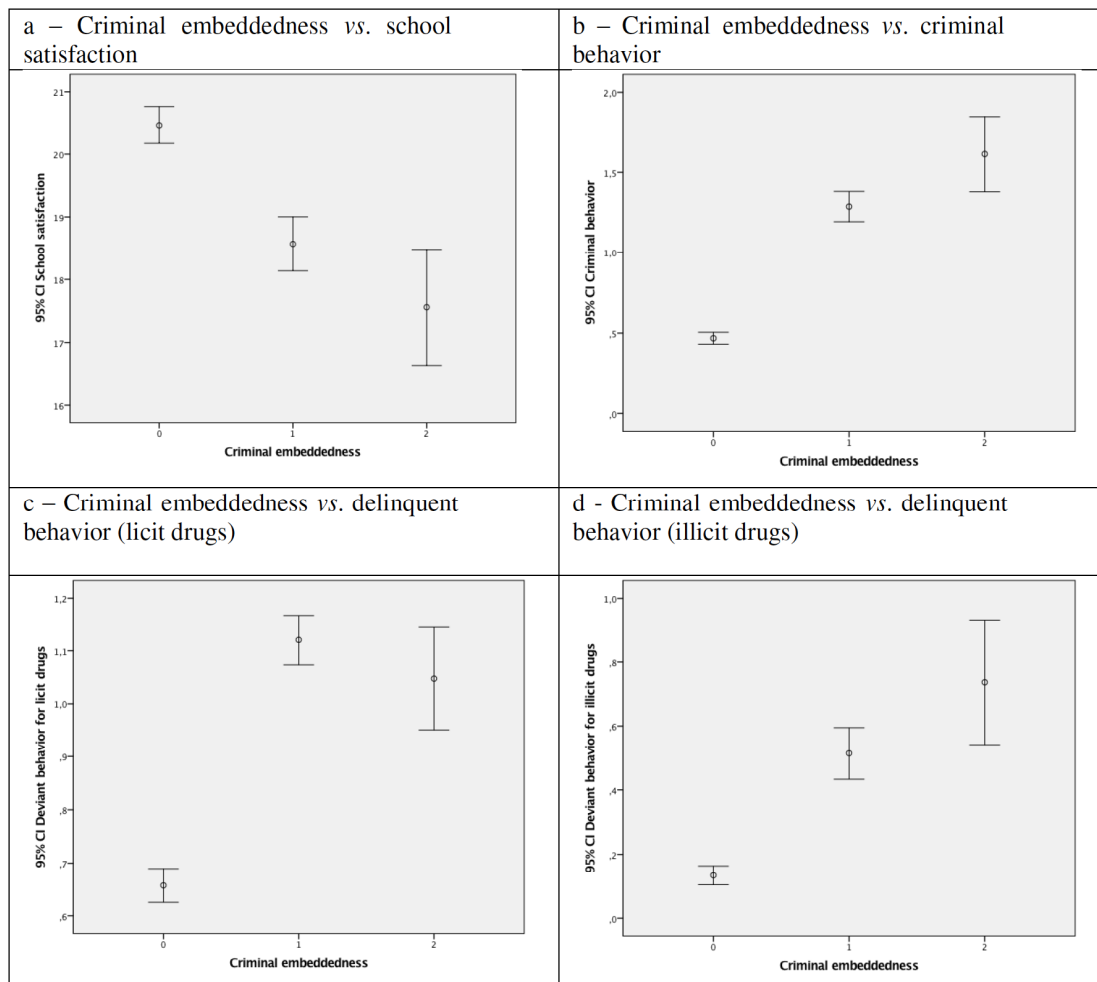 a – Criminal embeddedness vs. school
satisfaction
b – Criminal embeddedness vs. criminal
behavior
95% CI School satisfaction
21
20
19
18
17
16
0
1
2
Criminal embeddedness
95% CI Criminal behavior
2,0
1,5
1,0
,5
,0
0
1
2
Criminal embeddedness
c – Criminal embeddedness vs. delinquent
behavior (licit drugs)
d - Criminal embeddedness vs. delinquent
behavior (illicit drugs)
95% CI Deviant behavior for licit drugs
1,2
1,1
1,0
,9
,8
,7
,6
0
1
2
Criminal embeddedness
95% CI Deviant behavior for illicit drugs
1,0
,8
,6
,4
,2
,0
0
1
2
Criminal embeddedness